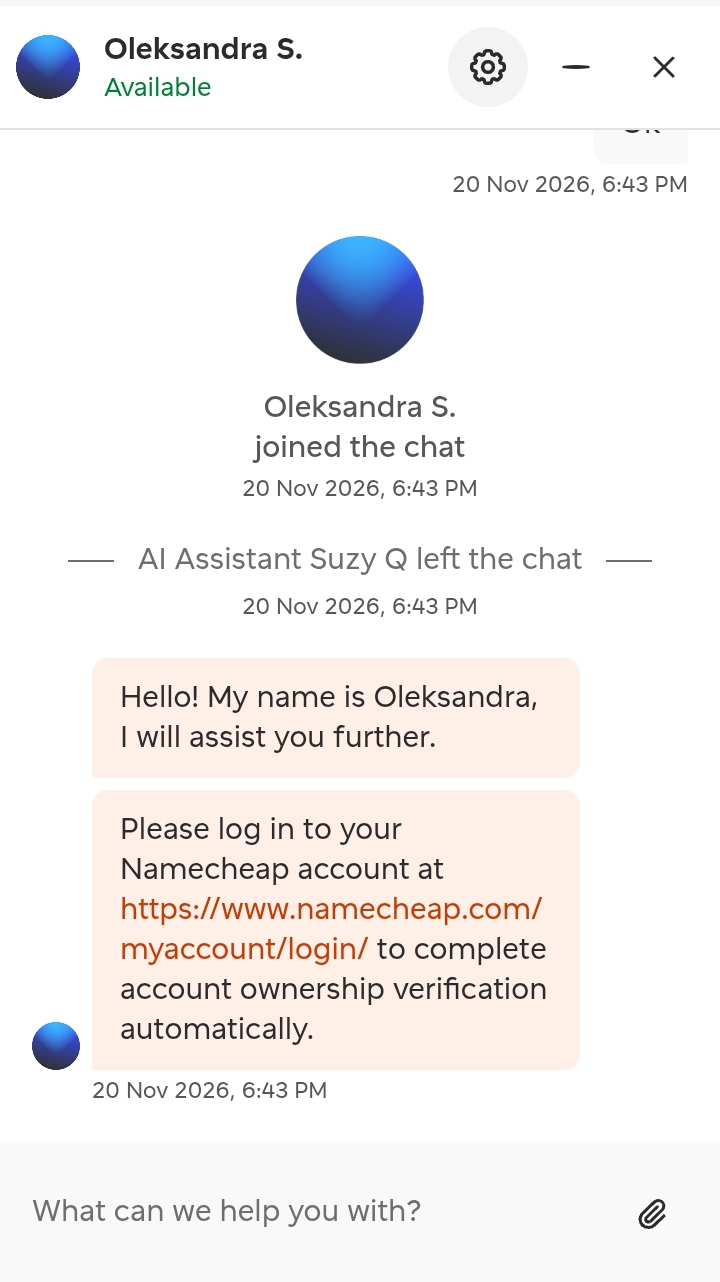 Oleksandra S.
Available
20 Nov 2026, 6:43 PM
Oleksandra S.
joined the chat
20 Nov 2026, 6:43 PM
AI Assistant Suzy Q left the chat
20 Nov 2026, 6:43 PM
Hello! My name is Oleksandra,
I will assist you further.
Please log in to your
Namecheap account at
https://www.namecheap.com/
myaccount/login/ to complete
account ownership verification
automatically.
20 Nov 2026, 6:43 PM
What can we help you with?